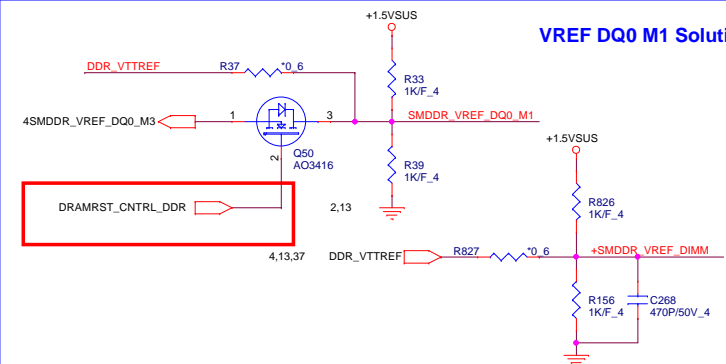 +1.5VSUS
VREF DQ0 M1 Soluti
DDR_VTTREF
R37
*0_6
R33
1K/F_4
4SMDDR_VREF_DQ0_M3
1
3
SMDDR_VREF_DQ0_M1
2
Q50
AO3416
R39
1K/F_4
+1.5VSUS
DRAMRST_CNTRL_DDR
2,13
R826
1K/F_4
4,13,37
DDR_VTTREF
R827
*0_6
+SMDDR_VREF_DIMM
R156
1K/F_4
C268
470P/50V_4